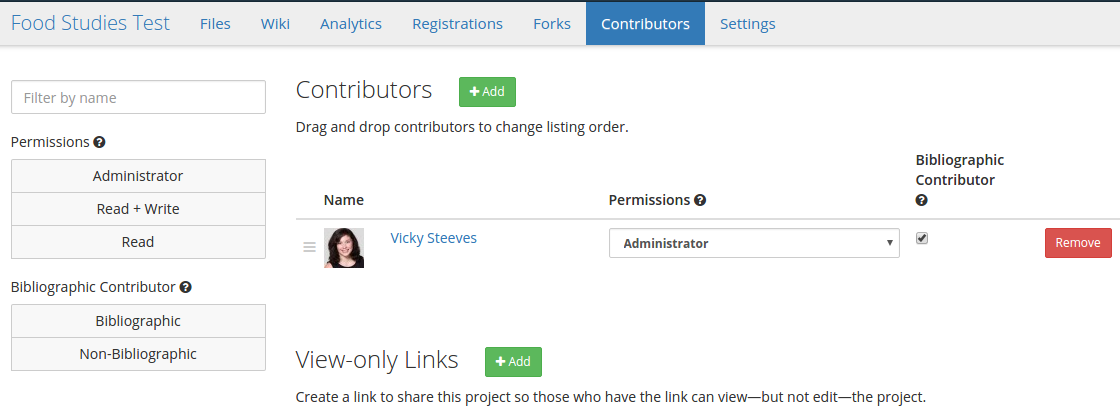 Food Studies Test Files Wiki Analytics Registrations Forks Contributors Settings
Filter by name
Permissions
Administrator
Read + Write
Read
Bibliographic Contributor
Bibliographic
Non-Bibliographic
Contributors + Add
Drag and drop contributors to change listing order.
Name Permissions Bibliographic Contributor
Vicky Steeves Administrator Remove
View-only Links + Add
Create a link to share this project so those who have the link can view—but not edit—the project.